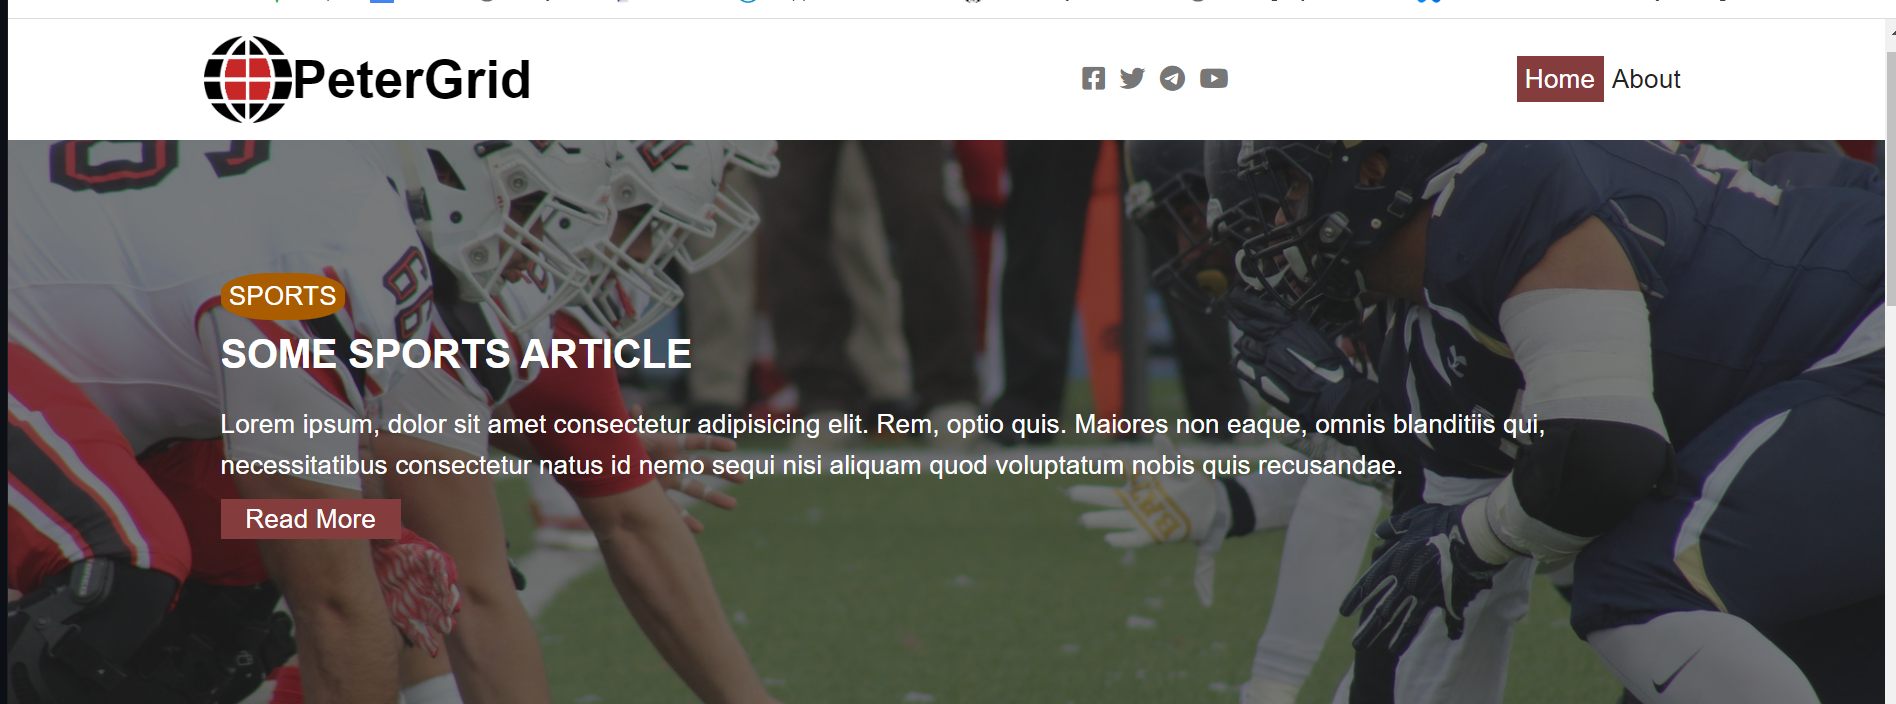 PeterGrid
Home About
SPORTS
SOME SPORTS ARTICLE
Lorem ipsum, dolor sit amet consectetur adipisicing elit. Rem, optio quis. Maiores non eaque, omnis blanditiis qui,
necessitatibus consectetur natus id nemo sequi nisi aliquam quod voluptatum nobis quis recusandae.
Read More